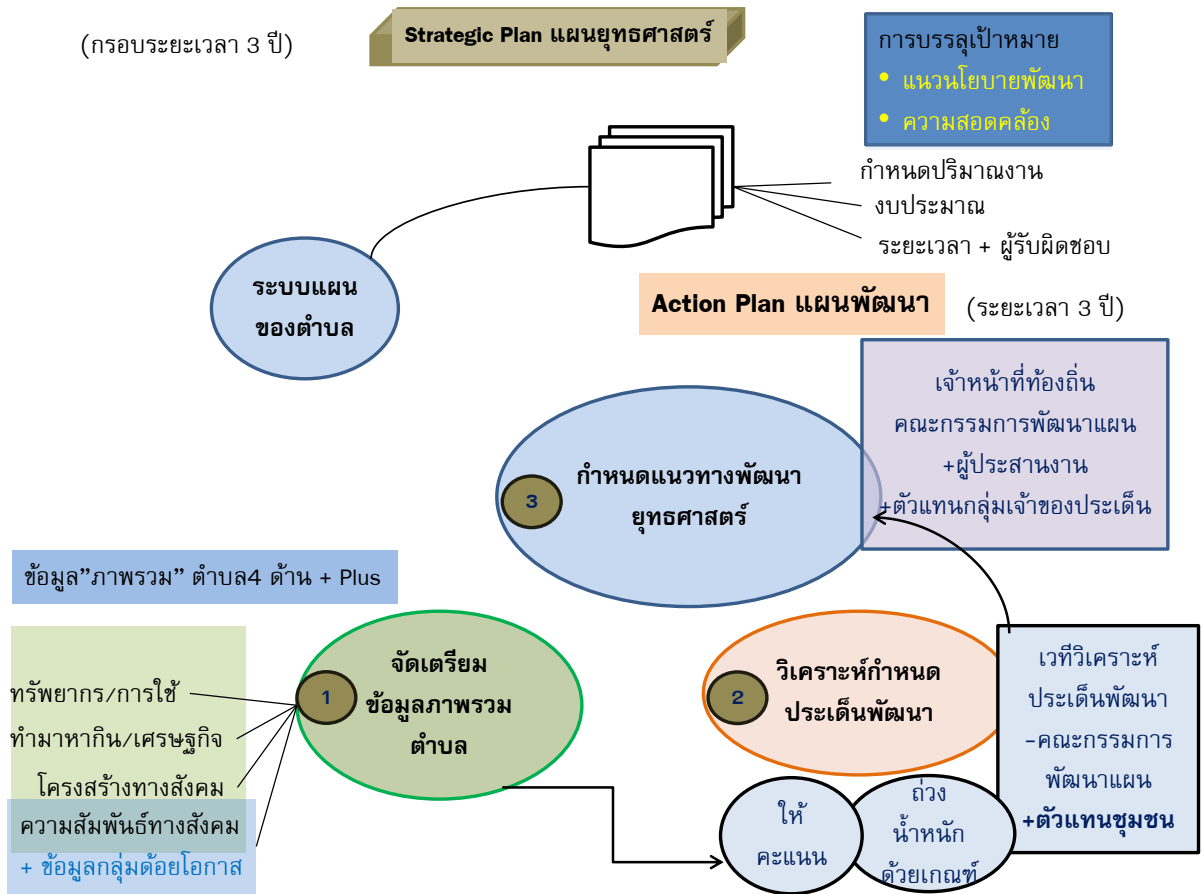 (กรอบระยะเวลา 3 ปี)
Strategic Plan แผนยุทธศาสตร์
การบรรลุเป้าหมาย
• แนวนโยบายพัฒนา
• ความสอดคล้อง
กำหนดปริมาณงาน
งบประมาณ
ระยะเวลา + ผู้รับผิดชอบ
ระบบแผน
ของตำบล
Action Plan แผนพัฒนา
(ระยะเวลา 3 ปี)
เจ้าหน้าที่ท้องถิ่น
คณะกรรมการพัฒนาแผน
+ผู้ประสานงาน
+ตัวแทนกลุ่มเจ้าของประเด็น
3
กำหนดแนวทางพัฒนา
ยุทธศาสตร์
ข้อมูล”ภาพรวม” ตำบล4 ด้าน + Plus
ทรัพยากร/การใช้
ทำมาหากิน/เศรษฐกิจ
โครงสร้างทางสังคม
ความสัมพันธ์ทางสังคม
+ ข้อมูลกลุ่มด้อยโอกาส
1
จัดเตรียม
ข้อมูลภาพรวม
ตำบล
2
วิเคราะห์กำหนด
ประเด็นพัฒนา
เวทีวิเคราะห์
ประเด็นพัฒนา
-คณะกรรมการ
พัฒนาแผน
+ตัวแทนชุมชน
ให้
คะแนน
ถ่วง
น้ำหนัก
ด้วยเกณฑ์